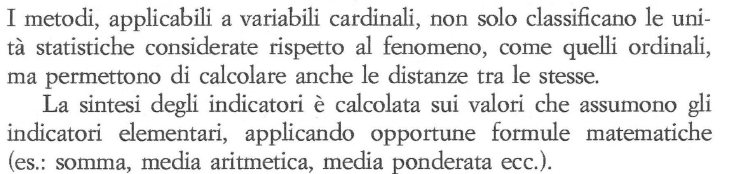 I metodi, applicabili a variabili cardinali, non solo classificano le uni-
tà statistiche considerate rispetto al fenomeno, come quelli ordinali,
ma permettono di calcolare anche le distanze tra le stesse.
La sintesi degli indicatori è calcolata sui valori che assumono gli
indicatori elementari, applicando opportune formule matematiche
(es.: somma, media aritmetica, media ponderata ecc.).